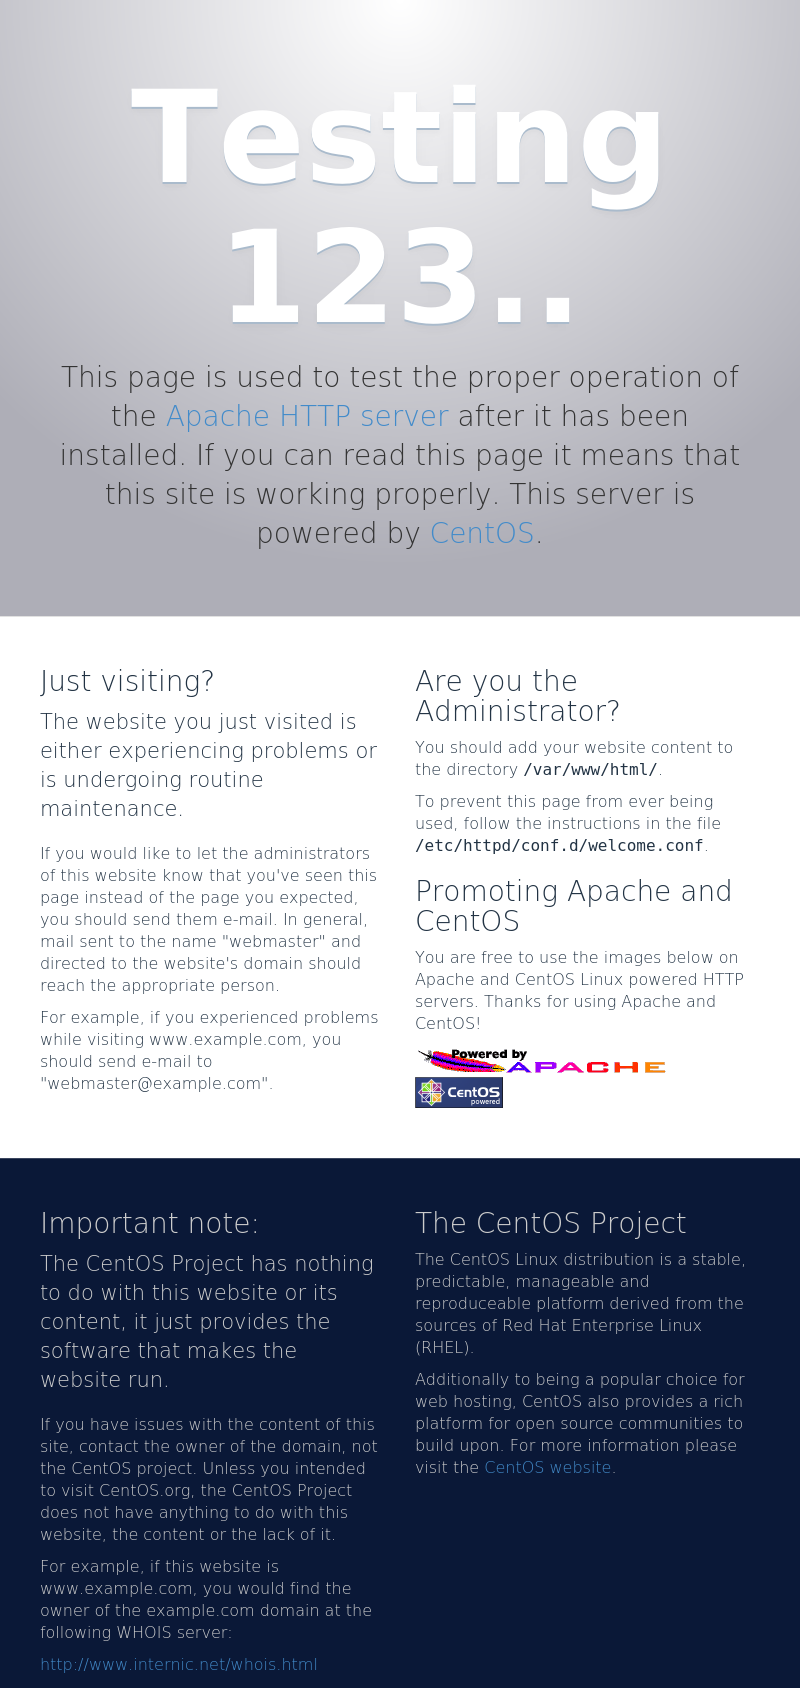 Testing
123..
This page is used to test the proper operation of
the Apache HTTP server after it has been
installed. If you can read this page it means that
this site is working properly. This server is
powered by CentOS.
Just visiting?
The website you just visited is
either experiencing problems or
is undergoing routine
maintenance.
If you would like to let the administrators
of this website know that you've seen this
page instead of the page you expected,
you should send them e-mail. In general,
mail sent to the name "webmaster" and
directed to the website's domain should
reach the appropriate person.
For example, if you experienced problems
while visiting www.example.com, you
should send e-mail to
"webmaster@example.com".
Are you the
Administrator?
You should add your website content to
the directory /var/www/html/.
To prevent this page from ever being
used, follow the instructions in the file
/etc/httpd/conf.d/welcome.conf.
Promoting Apache and
CentOS
You are free to use the images below on
Apache and CentOS Linux powered HTTP
servers. Thanks for using Apache and
CentOS!
Powered by
APACHE
CentOS
powered
Important note:
The CentOS Project has nothing
to do with this website or its
content, it just provides the
software that makes the
website run.
If you have issues with the content of this
site, contact the owner of the domain, not
the CentOS project. Unless you intended
to visit CentOS.org, the CentOS Project
does not have anything to do with this
website, the content or the lack of it.
For example, if this website is
www.example.com, you would find the
owner of the example.com domain at the
following WHOIS server:
http://www.internic.net/whois.html
The CentOS Project
The CentOS Linux distribution is a stable,
predictable, manageable and
reproduceable platform derived from the
sources of Red Hat Enterprise Linux
(RHEL).
Additionally to being a popular choice for
web hosting, CentOS also provides a rich
platform for open source communities to
build upon. For more information please
visit the CentOS website.